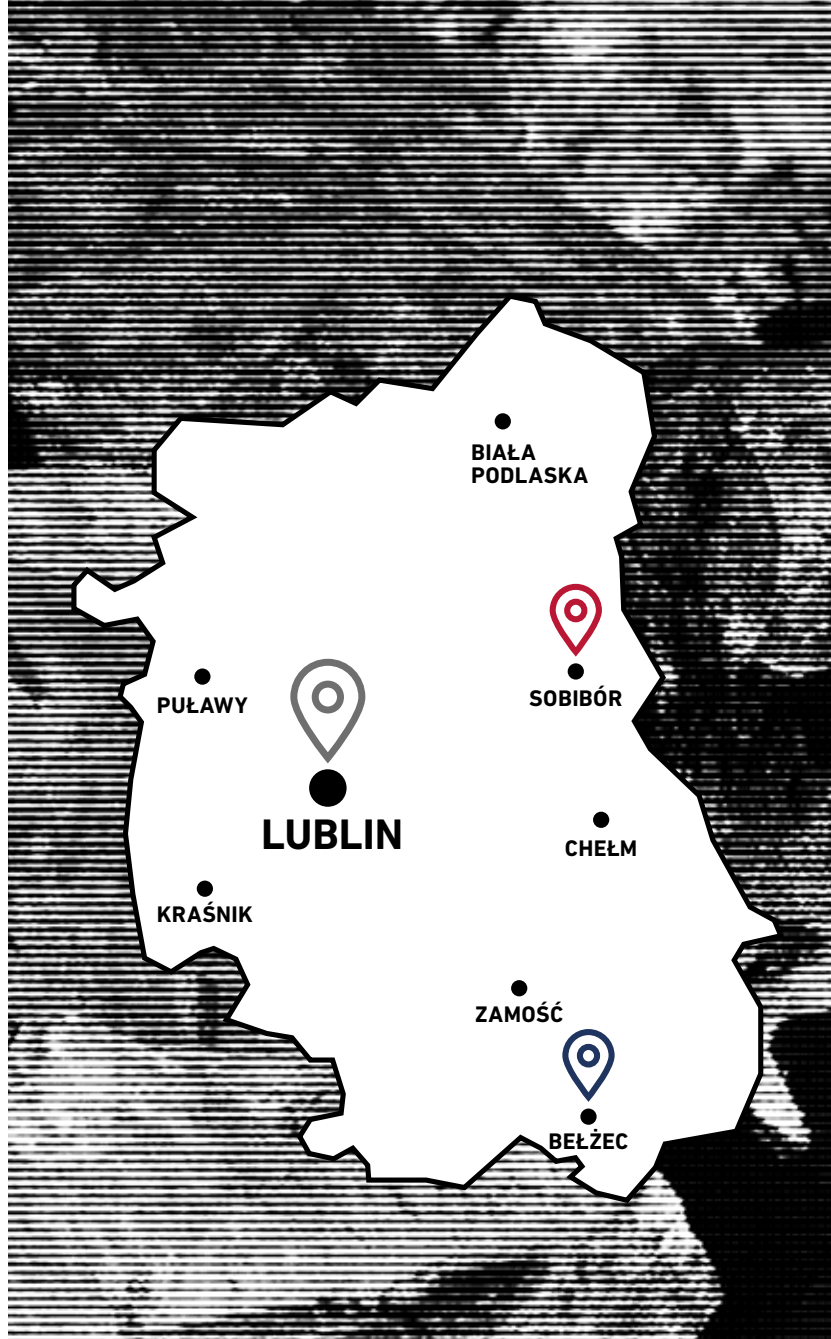 BIAŁA
PODLASKA
SOBIBÓR
PUŁAWY
LUBLIN
CHEŁM
KRAŚNIK
ZAMOŚĆ
BEŁŻEC